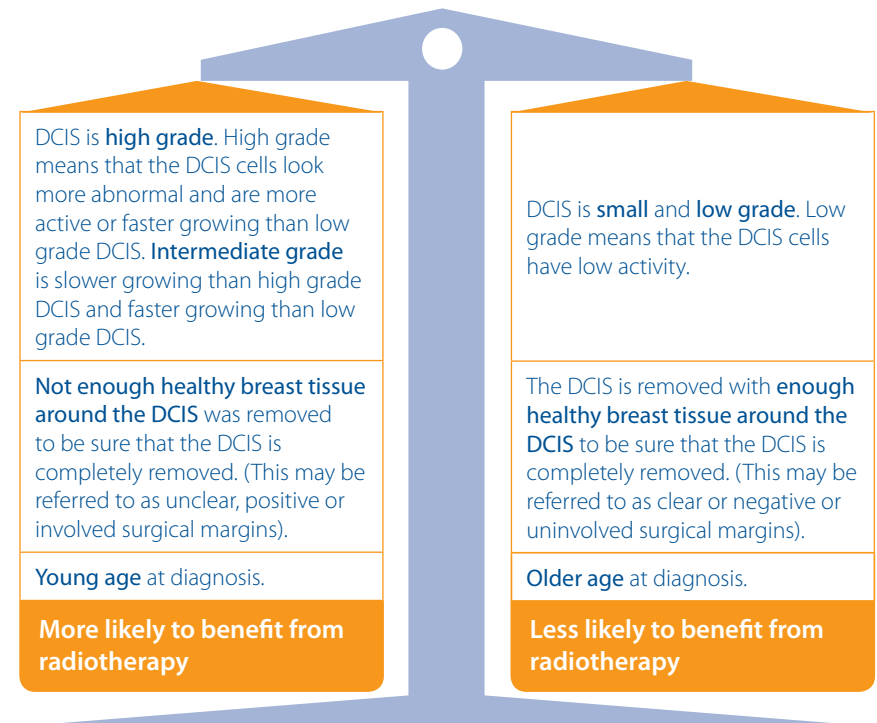 DCIS is high grade. High grade
means that the DCIS cells look
more abnormal and are more
active or faster growing than low
grade DCIS. Intermediate grade
is slower growing than high grade
DCIS and faster growing than low
grade DCIS.
Not enough healthy breast tissue
around the DCIS was removed
to be sure that the DCIS is
completely removed. (This may be
referred to as unclear, positive or
involved surgical margins).
Young age at diagnosis.
More likely to benefit from
radiotherapy
DCIS is small and low grade. Low
grade means that the DCIS cells
have low activity.
The DCIS is removed with enough
healthy breast tissue around the
DCIS to be sure that the DCIS is
completely removed. (This may be
referred to as clear or negative or
uninvolved surgical margins).
Older age at diagnosis.
Less likely to benefit from
radiotherapy